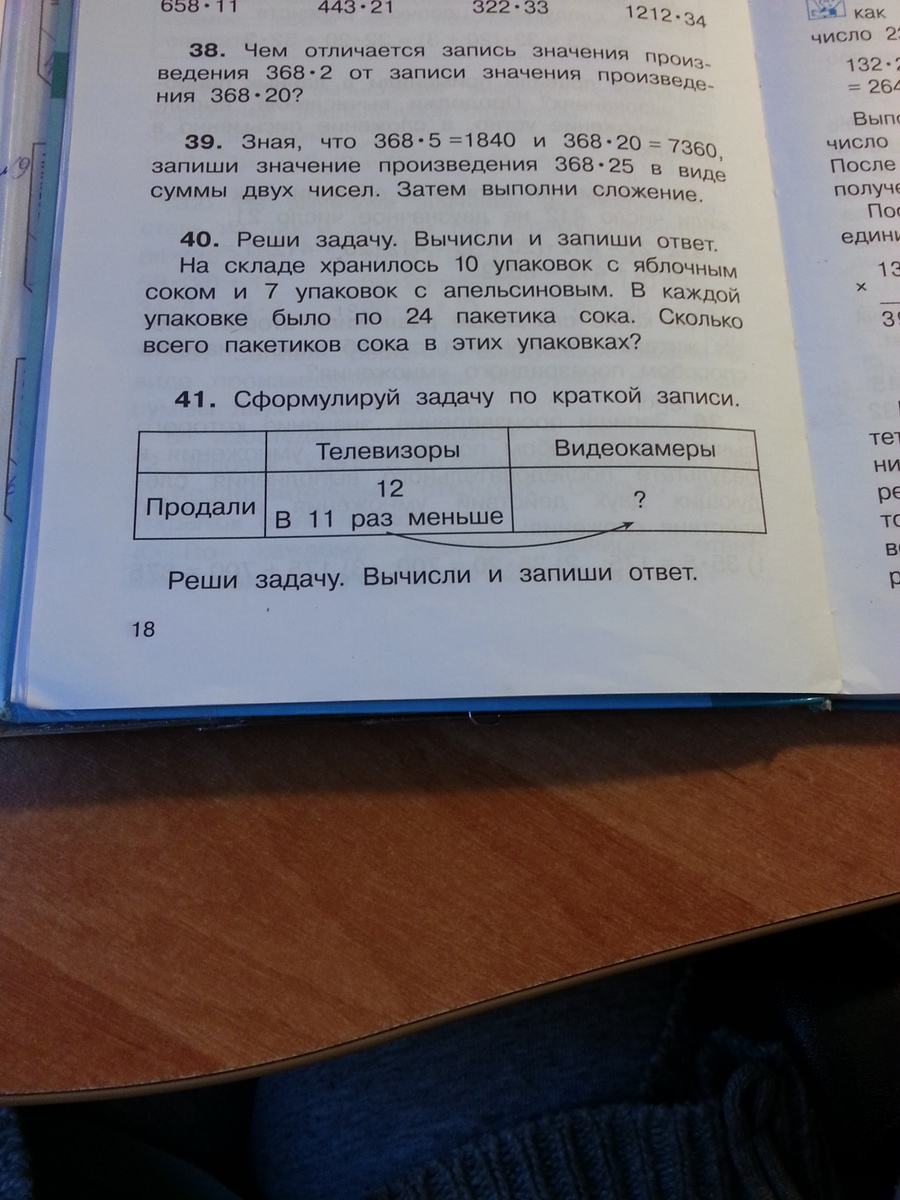 658·11 443·21 322·33 1212·34
38. Чем отличается запись значения произ-
ведения 368·2 от записи значения произведе-
ния 368·20?
39. Зная, что 368·5=1840 и 368·20=7360,
запиши значение произведения 368·25 в виде
суммы двух чисел. Затем выполни сложение.
40. Реши задачу. Вычисли и запиши ответ.
На складе хранилось 10 упаковок с яблочным
соком и 7 упаковок с апельсиновым. В каждой
упаковке было по 24 пакетика сока. Сколько
всего пакетиков сока в этих упаковках?
41. Сформулируй задачу по краткой записи.
Телевизоры Видеокамеры
Продали 12 ?
В 11 раз меньше
Реши задачу. Вычисли и запиши ответ.
18
как
число
132·2
= 264
число
После
×